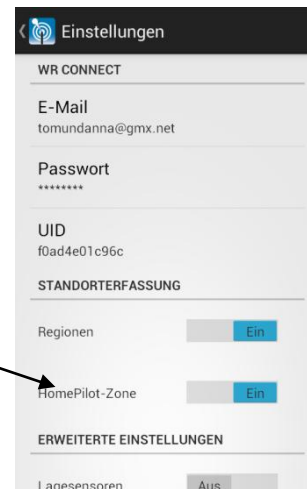 Einstellungen
WR CONNECT
E-Mail
tomundanna@gmx.net
Passwort
********
UID
f0ad4e01c96c
STANDORTERFASSUNG
Regionen Ein
HomePilot-Zone Ein
ERWEITERTE EINSTELLUNGEN
Lagesensoren Aus